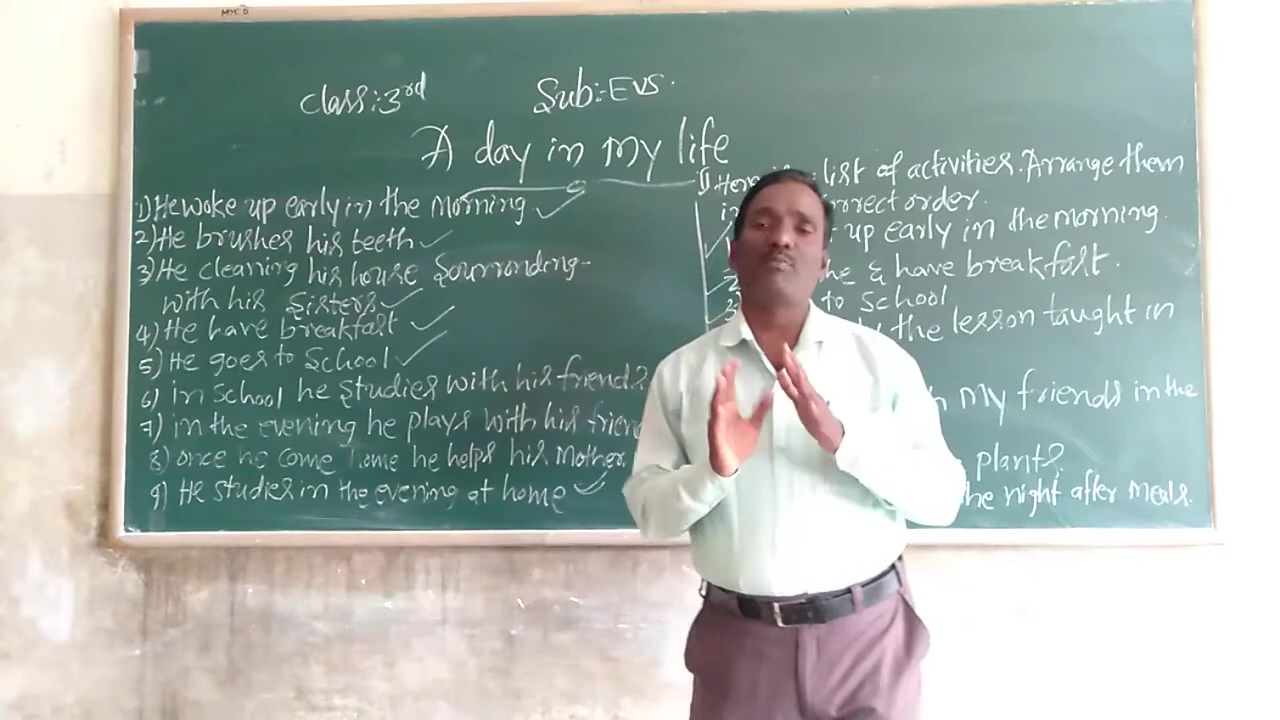 Class:3rd Sub:-EVS.
A day in my life
1) He woke up early in the morning
2) He brushes his teeth
3) He cleaning his house Sourronding-
with his Sisters
4) He have breakfast
5) He goes to School
6) in School he Studies with his friends
7) in the evening he plays with his
8) once he come home he helps his Mother.
9) He studies in the evening at home
1) list of activities. Arrange them
order.
up early in the morning.
& have breakfast.
to School
the lesson taught in
my friends in the
plants
night after meals.